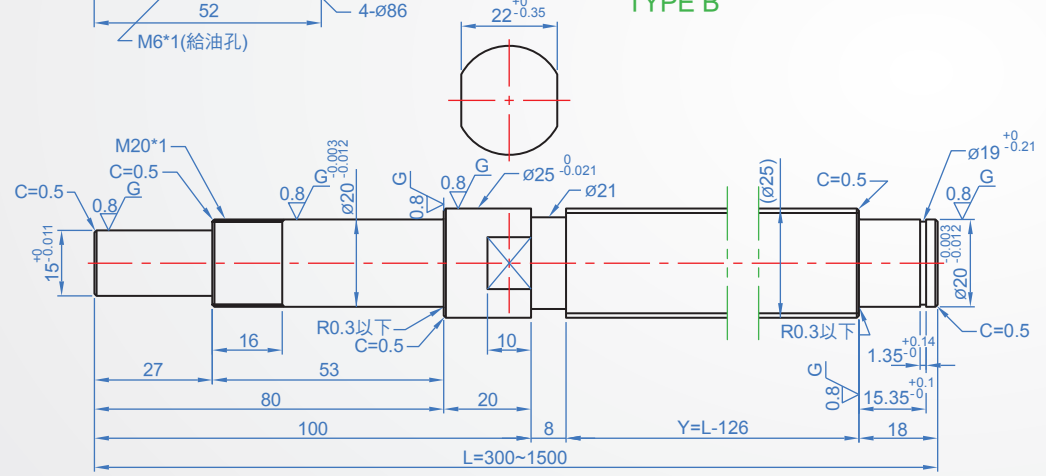 52
4-ø86
M6*1(給油孔)
TYPE B
22 +0 -0.35
M20*1
C=0.5
C=0.5
0.8 G
0.8 G
ø20 -0.003 -0.012
0.8 G
0.8 G
ø25 0 -0.021
ø21
(ø25)
C=0.5
ø19 +0 -0.21
0.8 G
15 +0 -0.011
ø20 -0.003 -0.012
R0.3以下
C=0.5
R0.3以下
C=0.5
16
10
1.35 +0.14 -0
27
53
0.8 G
15.35 +0.1 -0
80
20
100
8
Y=L-126
18
L=300~1500